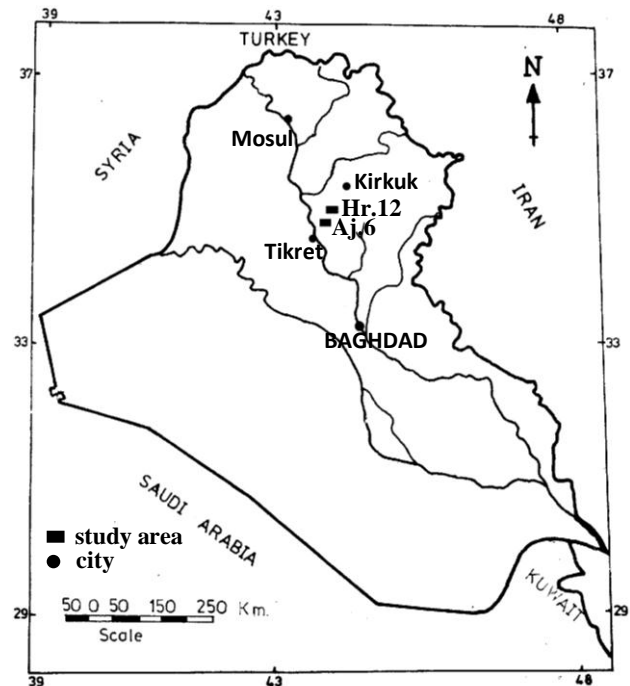 39 43 48
TURKEY
37 37
N
Mosul
SYRIA
Kirkuk
IRAN
Hr.12
Aj.6
Tikret
33 BAGHDAD 33
SAUDI ARABIA
study area
city
KUWAIT
50 0 50 150 250 Km.
Scale
29 29
39 43 48